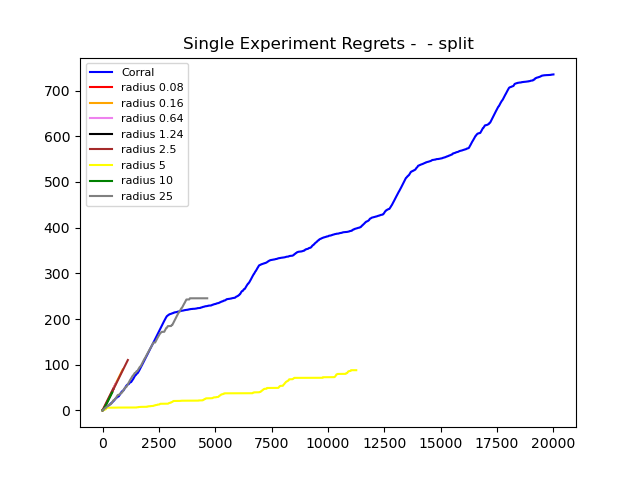 Single Experiment Regrets -  - split
Corral
radius 0.08
radius 0.16
radius 0.64
radius 1.24
radius 2.5
radius 5
radius 10
radius 25
700
600
500
400
300
200
100
0
0 2500 5000 7500 10000 12500 15000 17500 20000